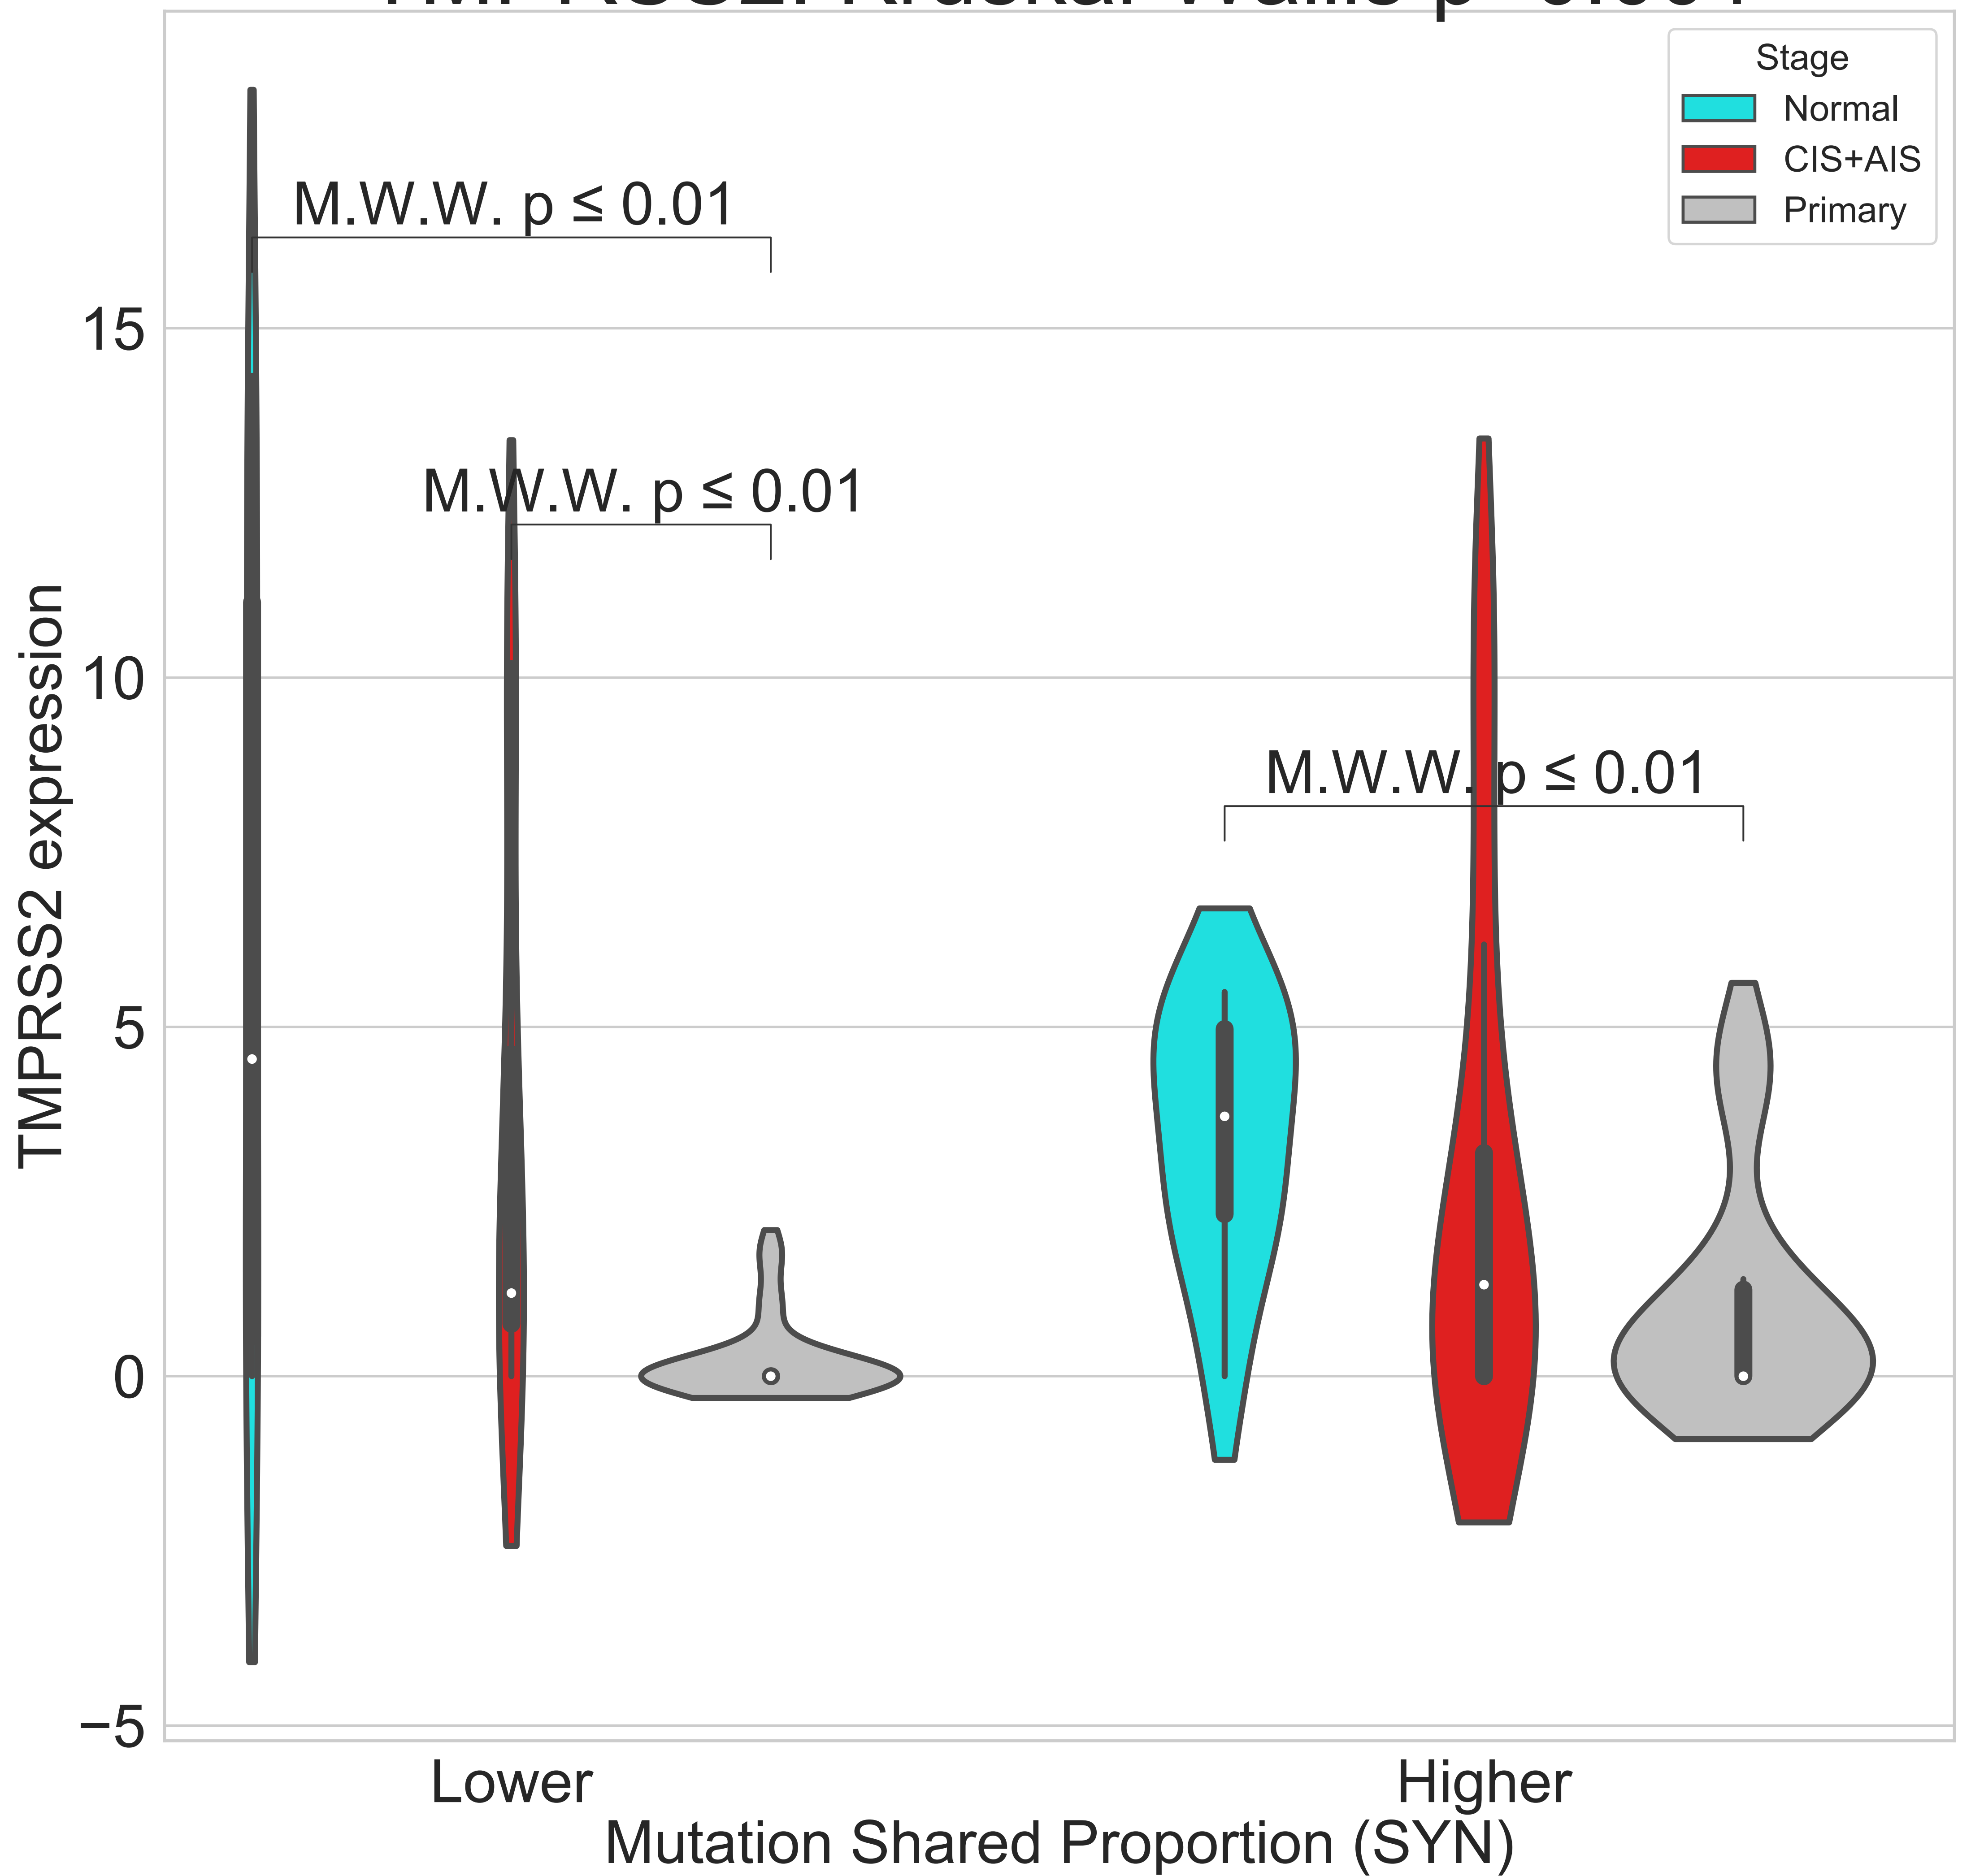 Stage
Normal
CIS+AIS
Primary
M.W.W. p ≤ 0.01
M.W.W. p ≤ 0.01
M.W.W. p ≤ 0.01
15
10
5
0
−5
TMPRSS2 expression
Lower
Higher
Mutation Shared Proportion (SYN)